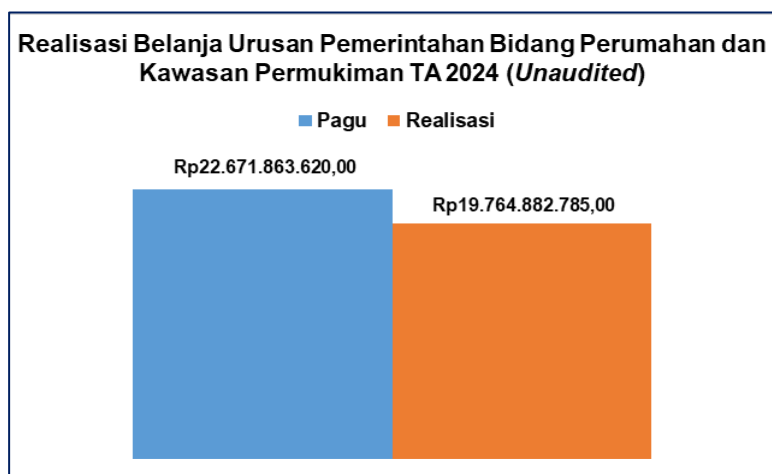 Realisasi Belanja Urusan Pemerintahan Bidang Perumahan dan
Kawasan Permukiman TA 2024 (Unaudited)
Pagu Realisasi
Rp22.671.863.620,00
Rp19.764.882.785,00